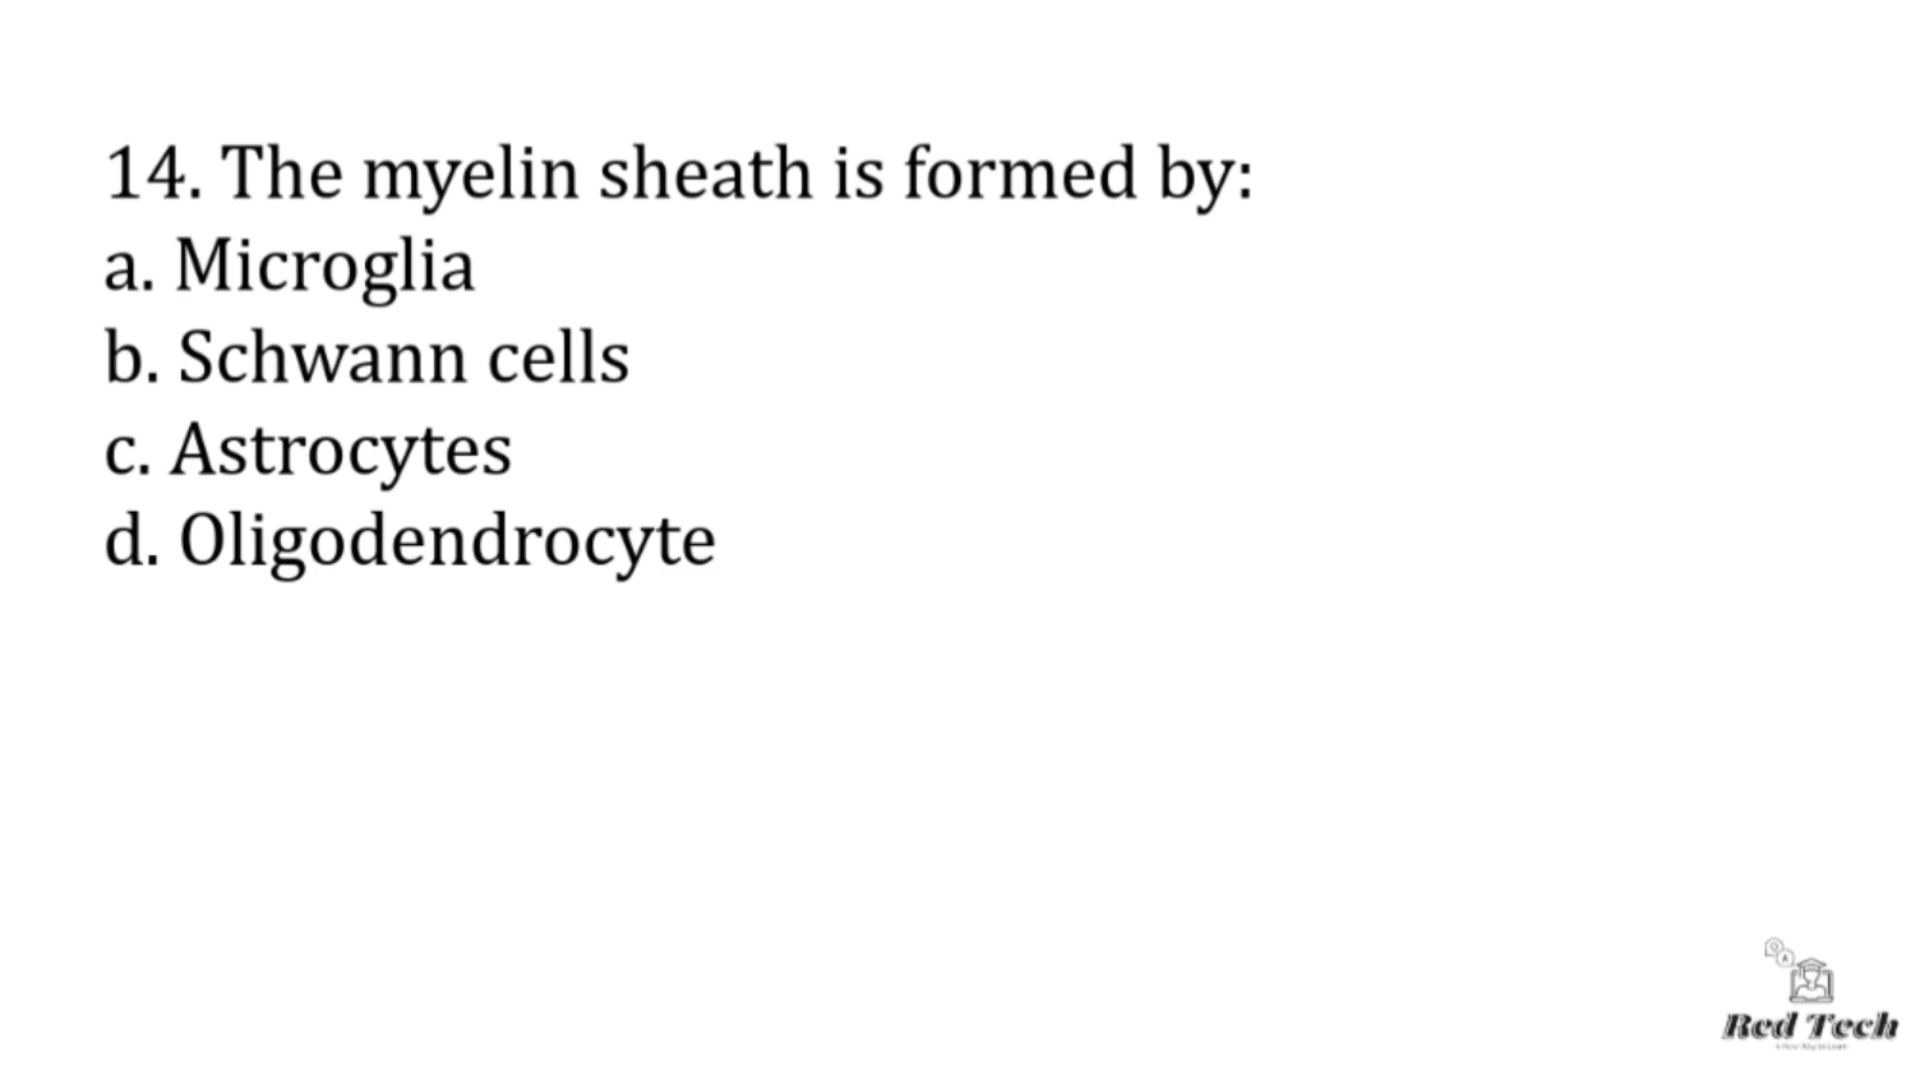 14. The myelin sheath is formed by:
a. Microglia
b. Schwann cells
c. Astrocytes
d. Oligodendrocyte
Q
A
Red Tech